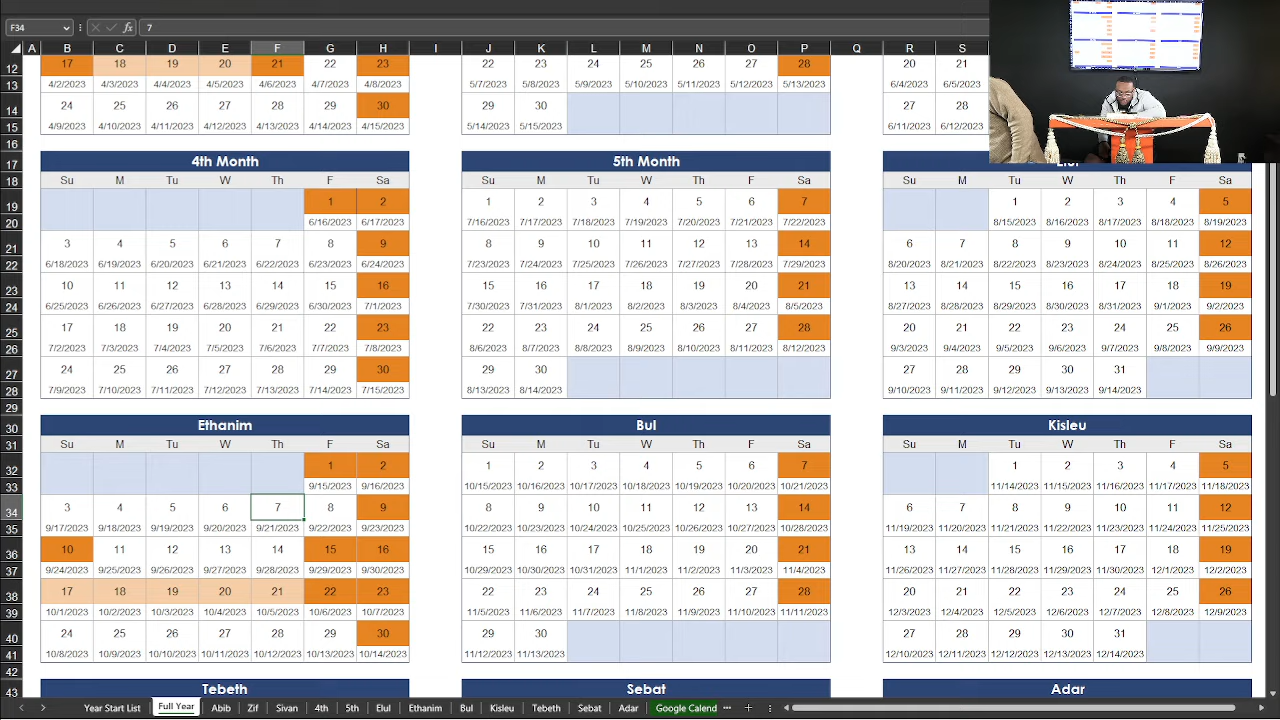 F34 fx 7
A B C D E F G J K L M N O P Q R S
12 17 18 19 20 21 22 23 22 23 24 25 26 27 28 20 21
13 4/2/2023 4/3/2023 4/4/2023 4/5/2023 4/6/2023 4/7/2023 4/8/2023 5/7/2023 5/8/2023 5/9/2023 5/10/2023 5/11/2023 5/12/2023 5/13/2023 6/4/2023 6/5/2023
14 24 25 26 27 28 29 30 29 30 27 28
15 4/9/2023 4/10/2023 4/11/2023 4/12/2023 4/13/2023 4/14/2023 4/15/2023 5/14/2023 5/15/2023 6/11/2023 6/12/2023
16
17 4th Month 5th Month
18 Su M Tu W Th F Sa Su M Tu W Th F Sa Su M Tu W Th F Sa
19 1 2 1 2 3 4 5 6 7 1 2 3 4 5
20 6/16/2023 6/17/2023 7/16/2023 7/17/2023 7/18/2023 7/19/2023 7/20/2023 7/21/2023 7/22/2023 8/15/2023 8/16/2023 8/17/2023 8/18/2023 8/19/2023
21 3 4 5 6 7 8 9 8 9 10 11 12 13 14 6 7 8 9 10 11 12
22 6/18/2023 6/19/2023 6/20/2023 6/21/2023 6/22/2023 6/23/2023 6/24/2023 7/23/2023 7/24/2023 7/25/2023 7/26/2023 7/27/2023 7/28/2023 7/29/2023 8/20/2023 8/21/2023 8/22/2023 8/23/2023 8/24/2023 8/25/2023 8/26/2023
23 10 11 12 13 14 15 16 15 16 17 18 19 20 21 13 14 15 16 17 18 19
24 6/25/2023 6/26/2023 6/27/2023 6/28/2023 6/29/2023 6/30/2023 7/1/2023 7/30/2023 7/31/2023 8/1/2023 8/2/2023 8/3/2023 8/4/2023 8/5/2023 8/27/2023 8/28/2023 8/29/2023 8/30/2023 8/31/2023 9/1/2023 9/2/2023
25 17 18 19 20 21 22 23 22 23 24 25 26 27 28 20 21 22 23 24 25 26
26 7/2/2023 7/3/2023 7/4/2023 7/5/2023 7/6/2023 7/7/2023 7/8/2023 8/6/2023 8/7/2023 8/8/2023 8/9/2023 8/10/2023 8/11/2023 8/12/2023 9/3/2023 9/4/2023 9/5/2023 9/6/2023 9/7/2023 9/8/2023 9/9/2023
27 24 25 26 27 28 29 30 29 30 27 28 29 30 31
28 7/9/2023 7/10/2023 7/11/2023 7/12/2023 7/13/2023 7/14/2023 7/15/2023 8/13/2023 8/14/2023 9/10/2023 9/11/2023 9/12/2023 9/13/2023 9/14/2023
29
30 Ethanim Bul Kisleu
31 Su M Tu W Th F Sa Su M Tu W Th F Sa Su M Tu W Th F Sa
32 1 2 1 2 3 4 5 6 7 1 2 3 4 5
33 9/15/2023 9/16/2023 10/15/2023 10/16/2023 10/17/2023 10/18/2023 10/19/2023 10/20/2023 10/21/2023 11/14/2023 11/15/2023 11/16/2023 11/17/2023 11/18/2023
34 3 4 5 6 7 8 9 8 9 10 11 12 13 14 6 7 8 9 10 11 12
35 9/17/2023 9/18/2023 9/19/2023 9/20/2023 9/21/2023 9/22/2023 9/23/2023 10/22/2023 10/23/2023 10/24/2023 10/25/2023 10/26/2023 10/27/2023 10/28/2023 11/19/2023 11/20/2023 11/21/2023 11/22/2023 11/23/2023 11/24/2023 11/25/2023
36 10 11 12 13 14 15 16 15 16 17 18 19 20 21 13 14 15 16 17 18 19
37 9/24/2023 9/25/2023 9/26/2023 9/27/2023 9/28/2023 9/29/2023 9/30/2023 10/29/2023 10/30/2023 10/31/2023 11/1/2023 11/2/2023 11/3/2023 11/4/2023 11/26/2023 11/27/2023 11/28/2023 11/29/2023 11/30/2023 12/1/2023 12/2/2023
38 17 18 19 20 21 22 23 22 23 24 25 26 27 28 20 21 22 23 24 25 26
39 10/1/2023 10/2/2023 10/3/2023 10/4/2023 10/5/2023 10/6/2023 10/7/2023 11/5/2023 11/6/2023 11/7/2023 11/8/2023 11/9/2023 11/10/2023 11/11/2023 12/3/2023 12/4/2023 12/5/2023 12/6/2023 12/7/2023 12/8/2023 12/9/2023
40 24 25 26 27 28 29 30 29 30 27 28 29 30 31
41 10/8/2023 10/9/2023 10/10/2023 10/11/2023 10/12/2023 10/13/2023 10/14/2023 11/12/2023 11/13/2023 12/10/2023 12/11/2023 12/12/2023 12/13/2023 12/14/2023
42
43 Tebeth Sebat Adar
Year Start List Full Year Abib Zif Sivan 4th 5th Elul Ethanim Bul Kisleu Tebeth Sebat Adar Google Calend ...